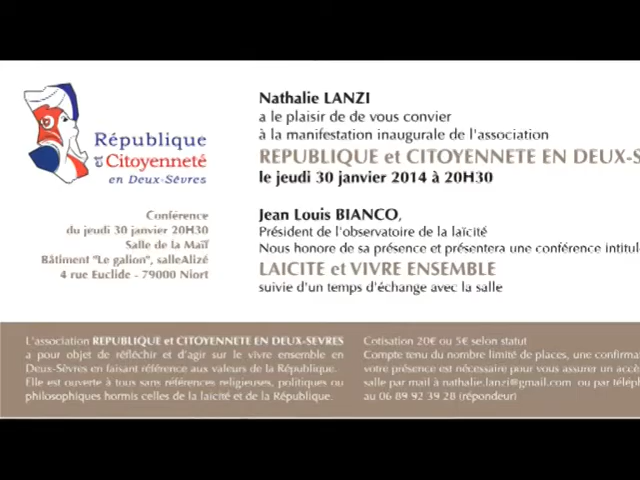 République
et Citoyenneté
en Deux-Sèvres
Conférence
du jeudi 30 janvier 20H30
Salle de la Maïf
Bâtiment "Le galion", salleAlizé
4 rue Euclide - 79000 Niort
Nathalie LANZI
a le plaisir de de vous convier
à la manifestation inaugurale de l'association
REPUBLIQUE et CITOYENNETE EN DEUX-S
le jeudi 30 janvier 2014 à 20H30
Jean Louis BIANCO,
Président de l'observatoire de la laïcité
Nous honore de sa présence et présentera une conférence intitul
LAICITE et VIVRE ENSEMBLE
suivie d'un temps d'échange avec la salle
L'association REPUBLIQUE et CITOYENNETE EN DEUX-SEVRES
a pour objet de réfléchir et d'agir sur le vivre ensemble en
Deux-Sèvres en faisant référence aux valeurs de la République.
Elle est ouverte à tous sans références religieuses, politiques ou
philosophiques hormis celles de la laïcité et de la République.
Cotisation 20€ ou 5€ selon statut
Compte tenu du nombre limité de places, une confirma
votre présence est nécessaire pour vous assurer un accè
salle par mail à nathalie.lanzi@gmail.com ou par télép
au 06 89 92 39 28 (répondeur)